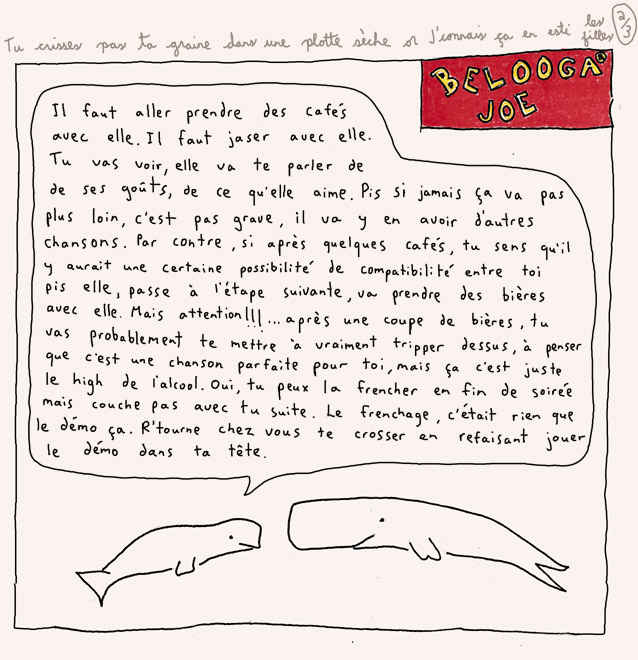 Tu crisses pas ta graine dans une plotte sèche or j'connais ça en esti les filles 2/3
BELOOGA
JOE
Il faut aller prendre des cafés
avec elle. Il faut jaser avec elle.
Tu vas voir, elle va te parler de
de ses goûts, de ce qu'elle aime. Pis si jamais ça va pas
plus loin, c'est pas grave, il va y en avoir d'autres
chansons. Par contre, si après quelques cafés, tu sens qu'il
y aurait une certaine possibilité de compatibilité entre toi
pis elle, passe à l'étape suivante, va prendre des bières
avec elle. Mais attention!!!...après une coupe de bières, tu
vas probablement te mettre à vraiment tripper dessus, à penser
que c'est une chanson parfaite pour toi, mais ça c'est juste
le high de l'alcool. Oui, tu peux la frencher en fin de soirée
mais couche pas avec tu suite. Le frenchage, c'était rien que
le démo ça. R'tourne chez vous te crosser en refaisant jouer
le démo dans ta tête.